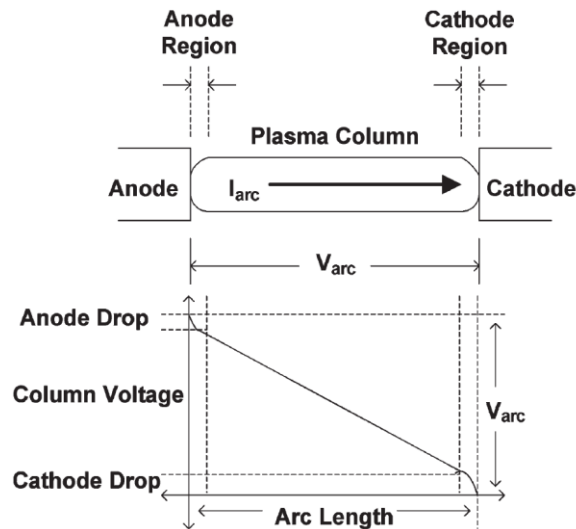 Anode
Region
Cathode
Region
Plasma Column
Anode
Iarc
Cathode
Varc
Anode Drop
Column Voltage
Varc
Cathode Drop
Arc Length